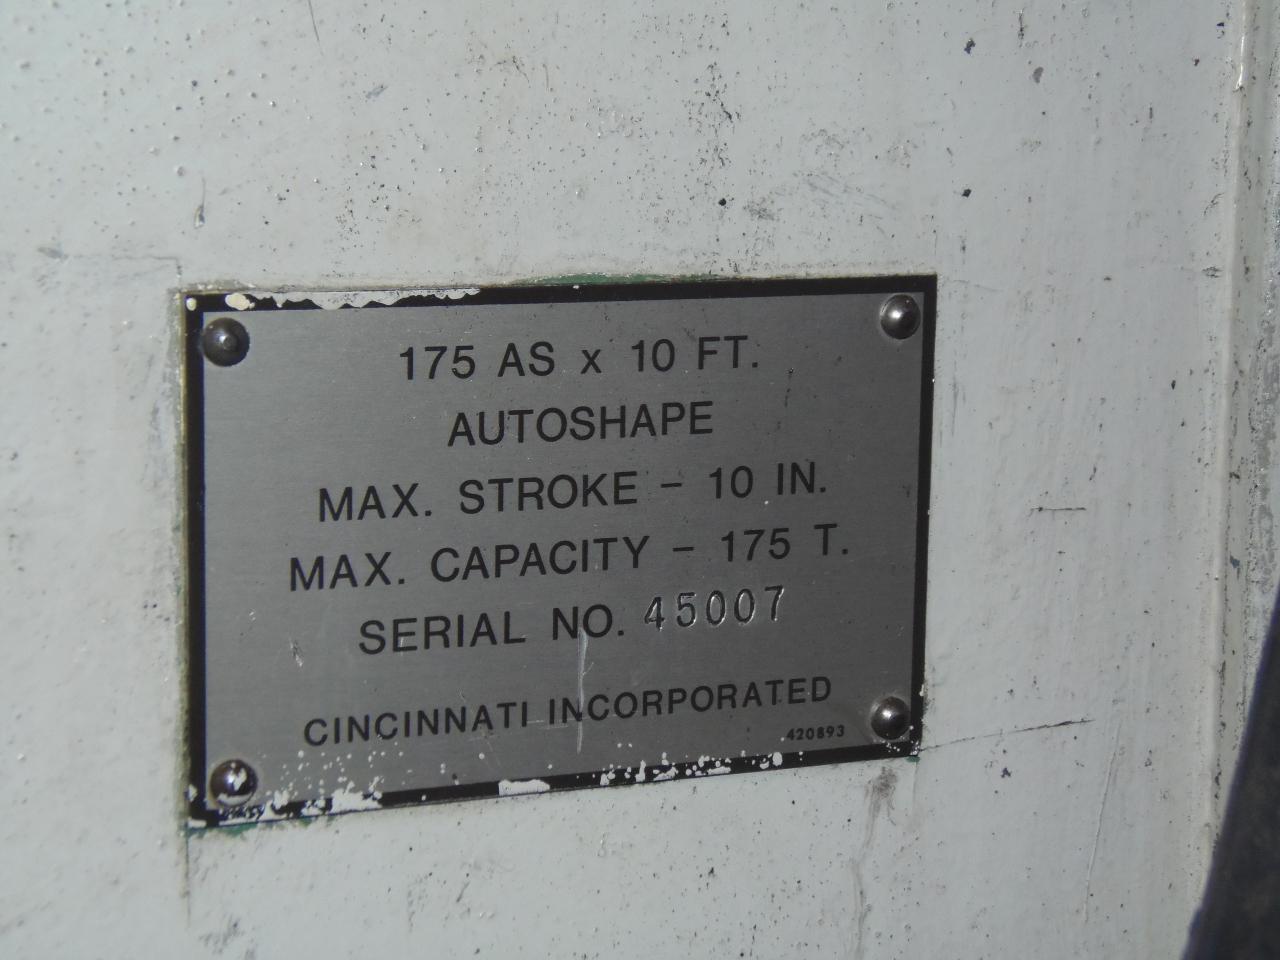 175 AS x 10 FT.
AUTOSHAPE
MAX. STROKE - 10 IN.
MAX. CAPACITY - 175 T.
SERIAL NO. 45007
CINCINNATI INCORPORATED
420893